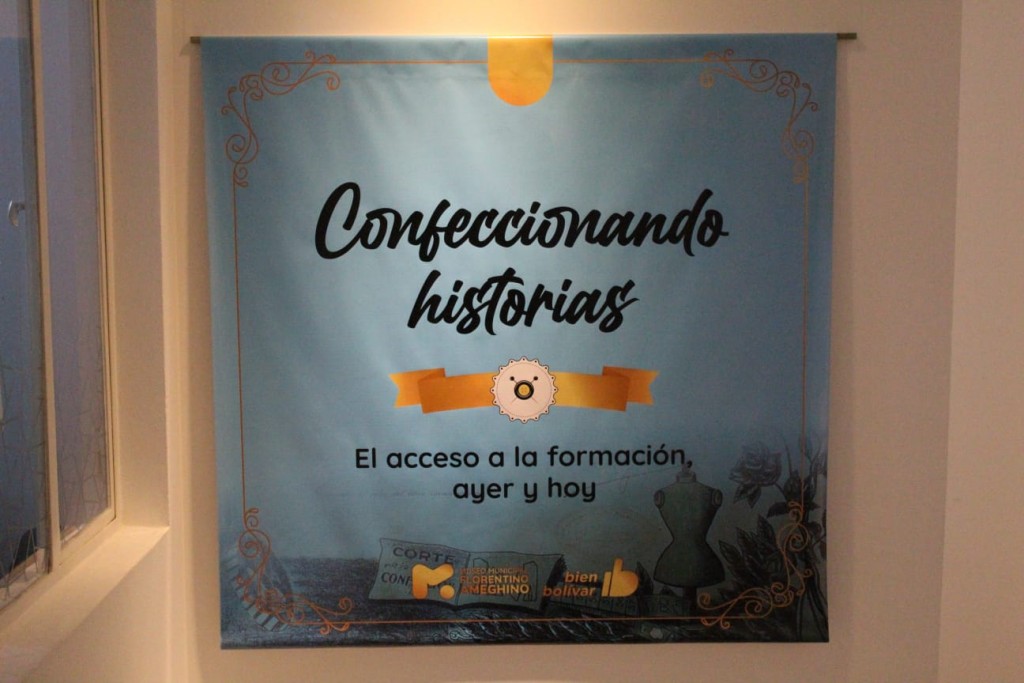 Confeccionando
historias
El acceso a la formación,
ayer y hoy
CORTE
MUSEO MUNICIPAL
FLORENTINO
AMEGHINO
bien
bolívar